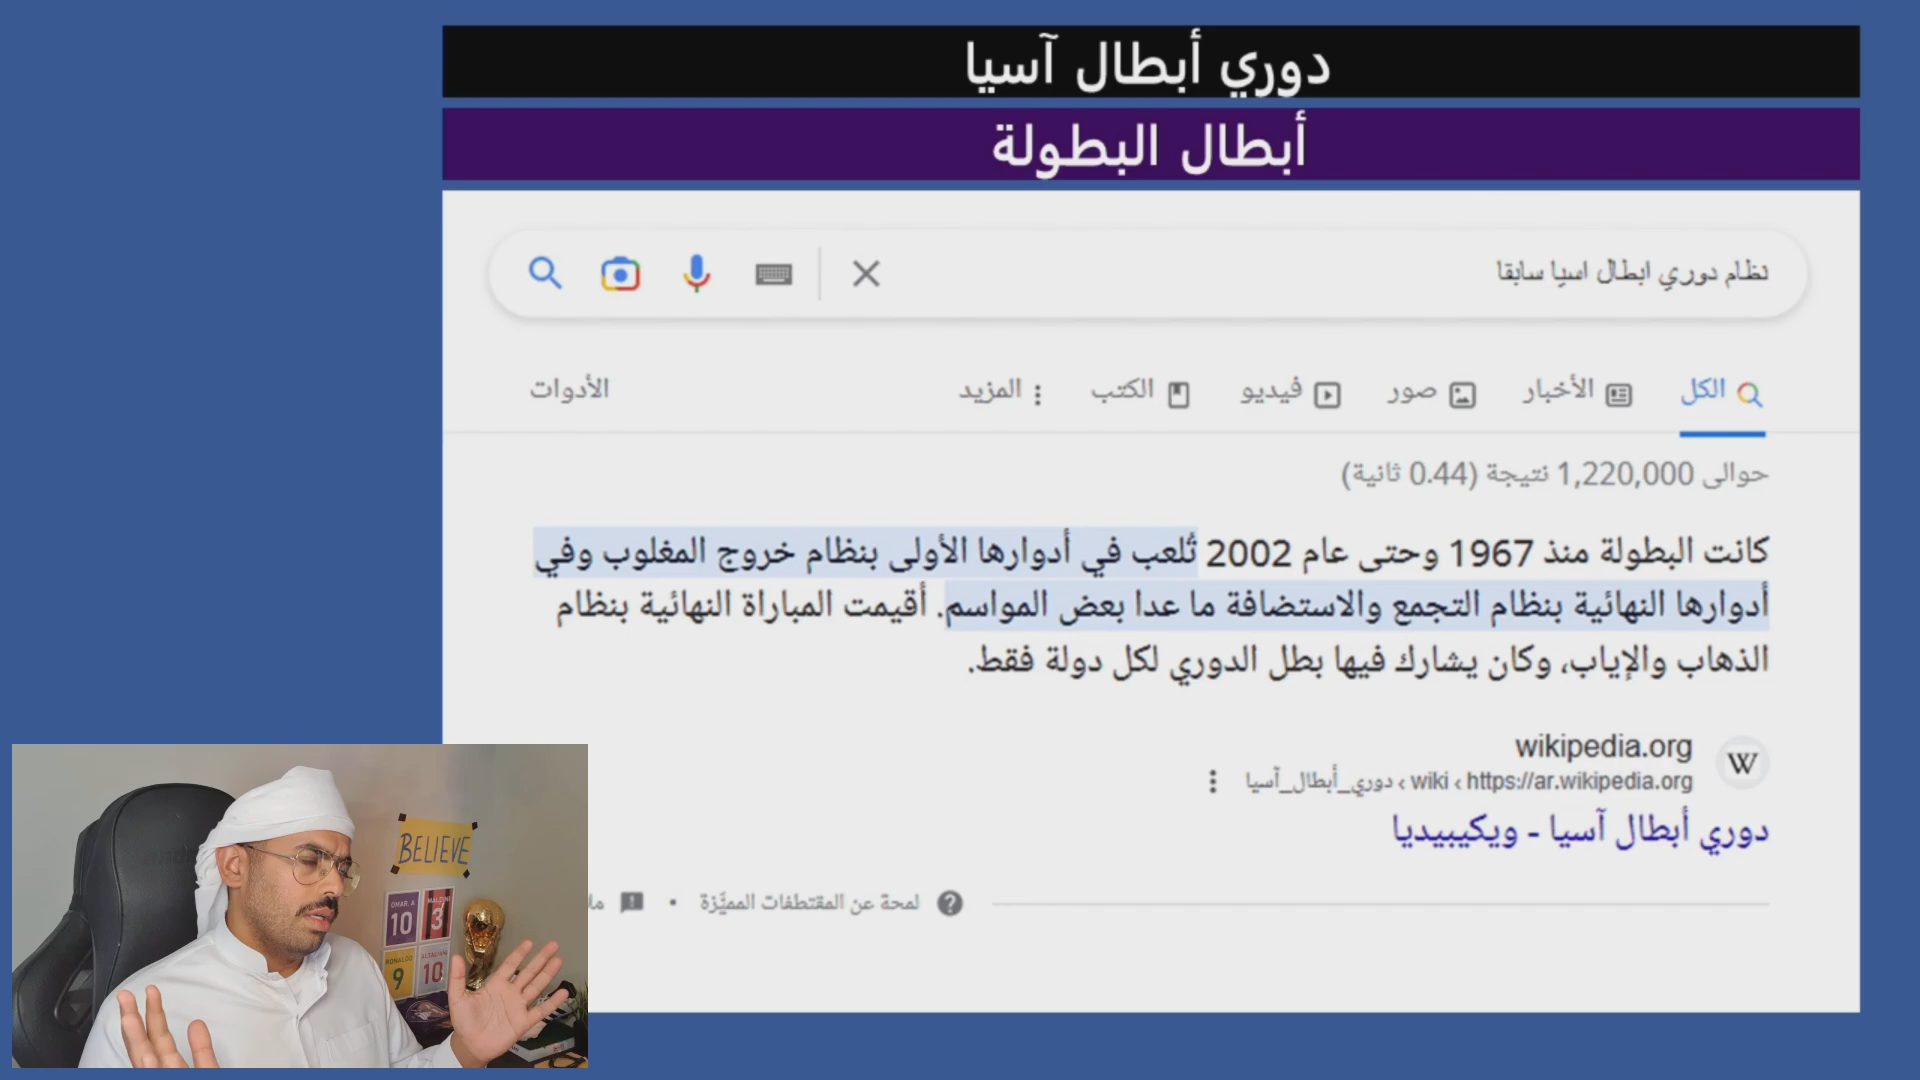 دوري أبطال آسيا
أبطال البطولة
نظام دوري ابطال اسيا سابقا
الكل
الأخبار
صور
فيديو
الكتب
المزيد
الأدوات
حوالى 1,220,000 نتيجة (0.44 ثانية)
كانت البطولة منذ 1967 وحتى عام 2002 تُلعب في أدوارها الأولى بنظام خروج المغلوب وفي
أدوارها النهائية بنظام التجمع والاستضافة ما عدا بعض المواسم. أقيمت المباراة النهائية بنظام
الذهاب والإياب، وكان يشارك فيها بطل الدوري لكل دولة فقط.
W
wikipedia.org
https://ar.wikipedia.org › wiki › دوري_أبطال_آسيا
دوري أبطال آسيا - ويكيبيديا
لمحة عن المقتطفات المميَّزة •
BELIEVE
OMAR. A
10
3
RONALDO
9
10